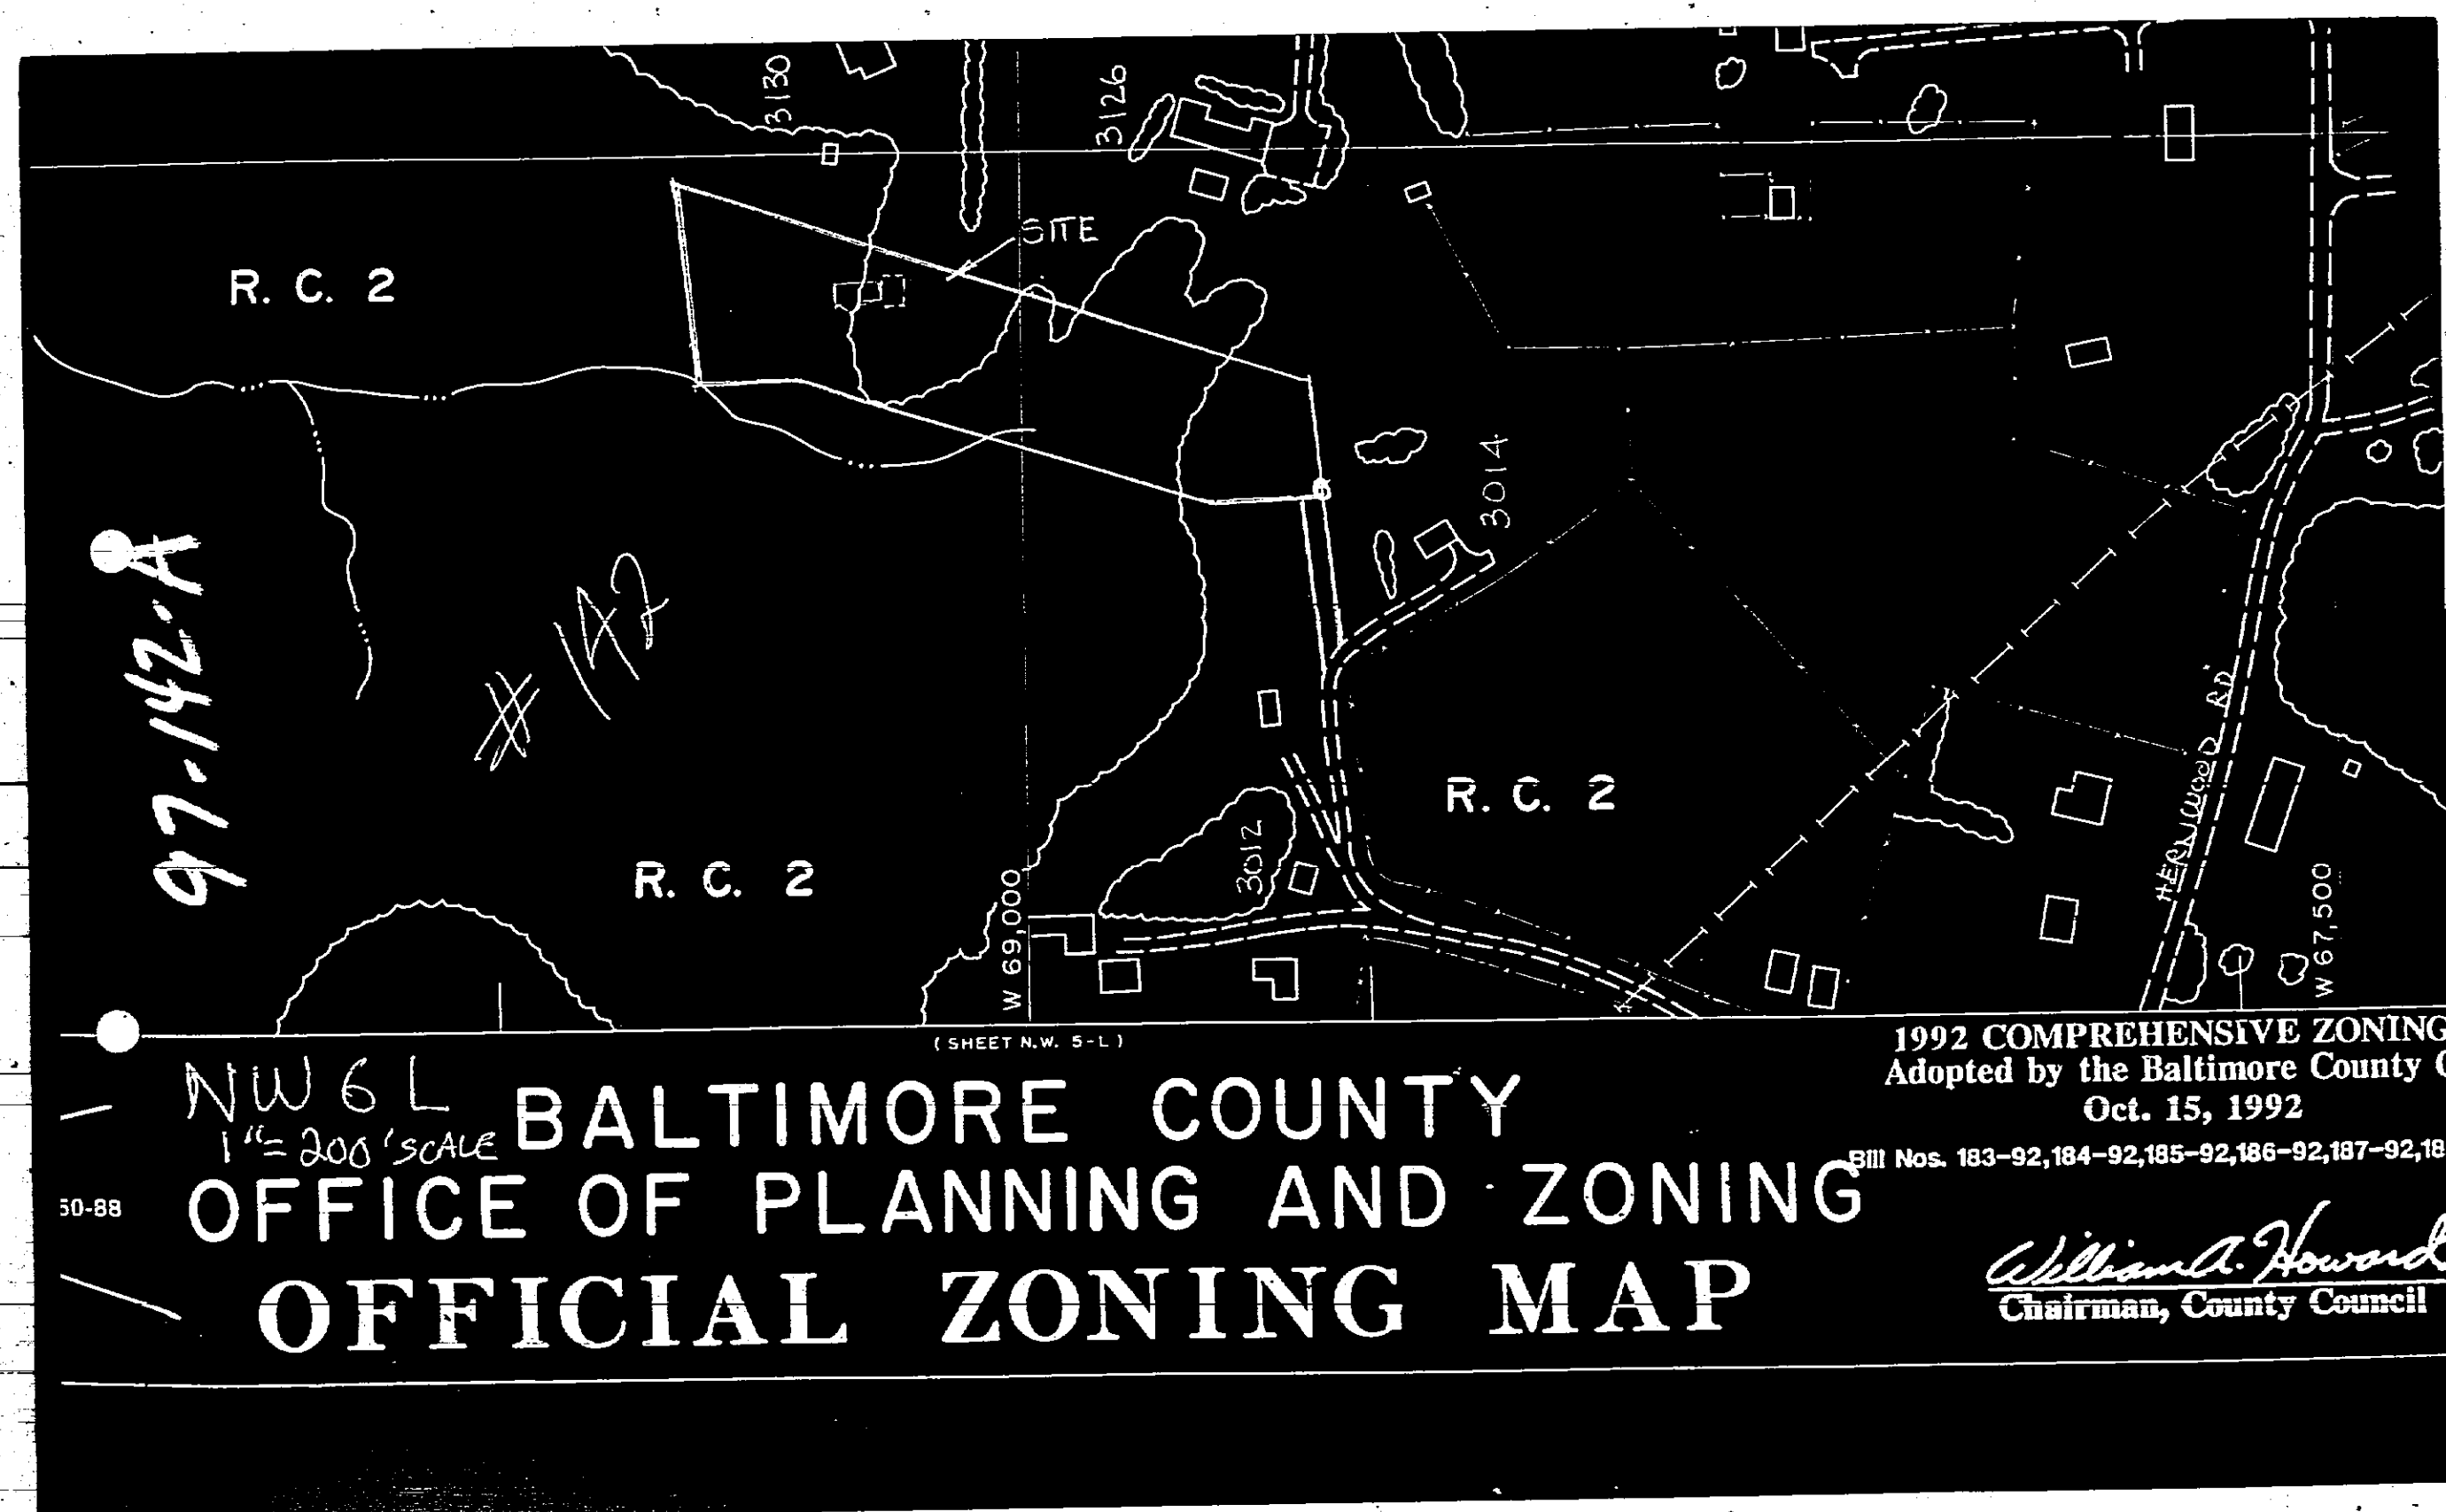 3130
3126
SITE
R. C. 2
3014
97-142-A
# 142
HERNWOOD RD
R. C. 2
3012
R. C. 2
W 69,000
W 67,500
( SHEET N.W. 5-L )
1992 COMPREHENSIVE ZONING
Adopted by the Baltimore County
Oct. 15, 1992
NW 6 L
1"= 200' SCALE
BALTIMORE COUNTY
Bill Nos. 183-92,184-92,185-92,186-92,187-92,18
50-88
OFFICE OF PLANNING AND ZONING
William A. Howard
OFFICIAL ZONING MAP
Chairman, County Council